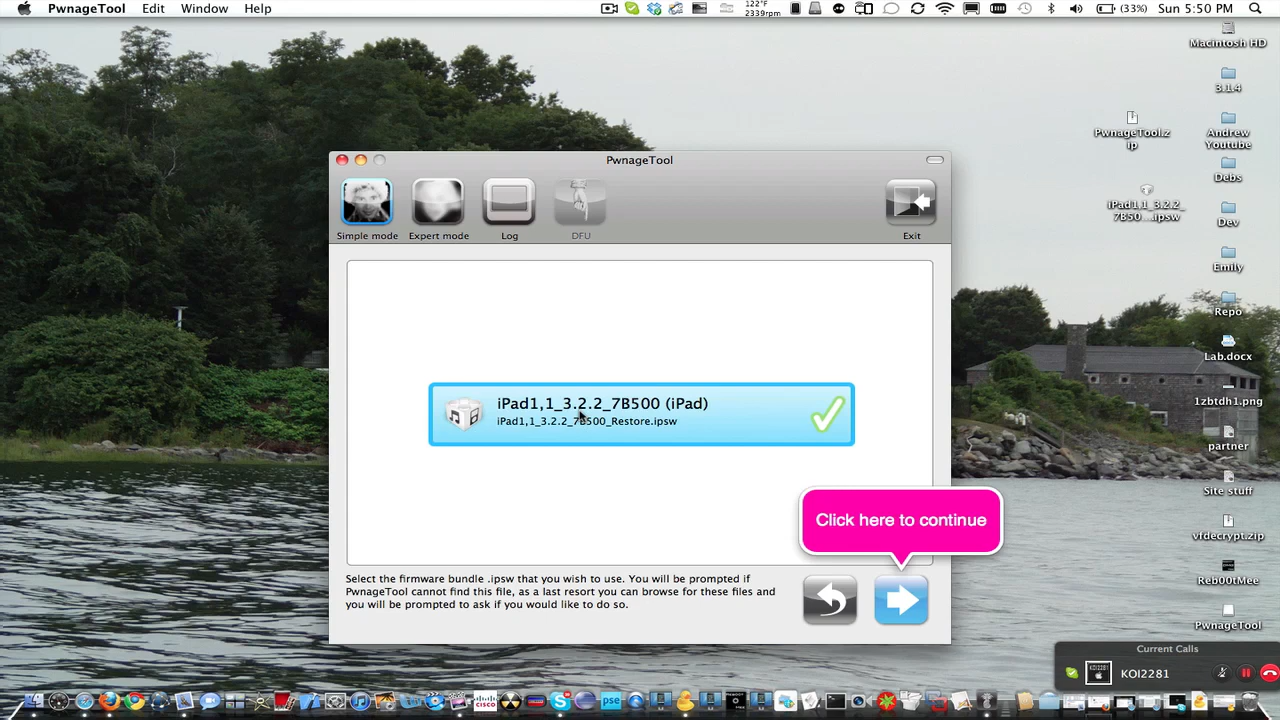 PwnageTool Edit Window Help
122°F
2339rpm
(33%) Sun 5:50 PM
Macintosh HD
3.1.4
PwnageTool.z
ip
Andrew
Youtube
Debs
iPad1,1_3.2.2_
7B50 ....ipsw
Dev
Emily
Repo
Lab.docx
1zbtdh1.png
partner
Site stuff
vfdecrypt.zip
Reb00tMee
PwnageTool
PwnageTool
Simple mode
Expert mode
Log
DFU
Exit
iPad1,1_3.2.2_7B500 (iPad)
iPad1,1_3.2.2_7B500_Restore.ipsw
Click here to continue
Select the firmware bundle .ipsw that you wish to use. You will be prompted if
PwnageTool cannot find this file, as a last resort you can browse for these files and
you will be prompted to ask if you would like to do so.
Current Calls
KOI2281
CISCO
pse